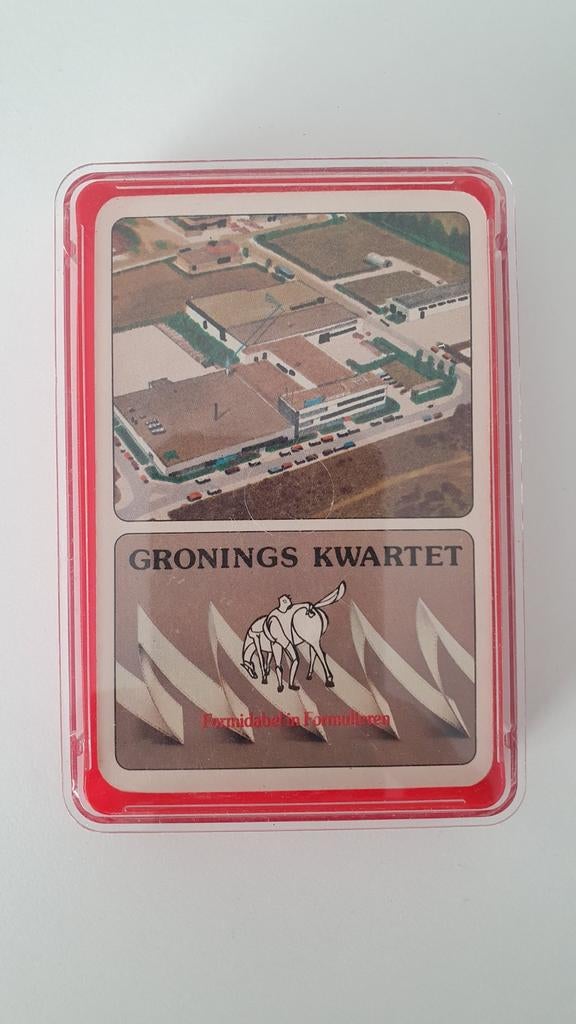 GRONINGS KWARTET
Formidabel in Formulieren